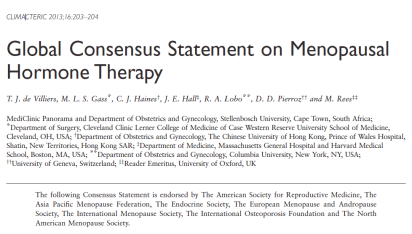 CLIMACTERIC 2013;16:203–204
Global Consensus Statement on Menopausal
Hormone Therapy
T. J. de Villiers, M. L. S. Gass*, C. J. Haines†, J. E. Hall‡, R. A. Lobo**, D. D. Pierroz†† and M. Rees‡‡
MediClinic Panorama and Department of Obstetrics and Gynecology, Stellenbosch University, Cape Town, South Africa;
*Department of Surgery, Cleveland Clinic Lerner College of Medicine of Case Western Reserve University School of Medicine,
Cleveland, OH, USA; †Department of Obstetrics and Gynecology, The Chinese University of Hong Kong, Prince of Wales Hospital,
Shatin, New Territories, Hong Kong SAR; ‡Department of Medicine, Massachusetts General Hospital and Harvard Medical
School, Boston, MA, USA; **Department of Obstetrics and Gynecology, Columbia University, New York, NY, USA;
††University of Geneva, Switzerland; ‡‡Reader Emeritus, University of Oxford, UK
The following Consensus Statement is endorsed by The American Society for Reproductive Medicine, The
Asia Pacific Menopause Federation, The Endocrine Society, The European Menopause and Andropause
Society, The International Menopause Society, The International Osteoporosis Foundation and The North
American Menopause Society.